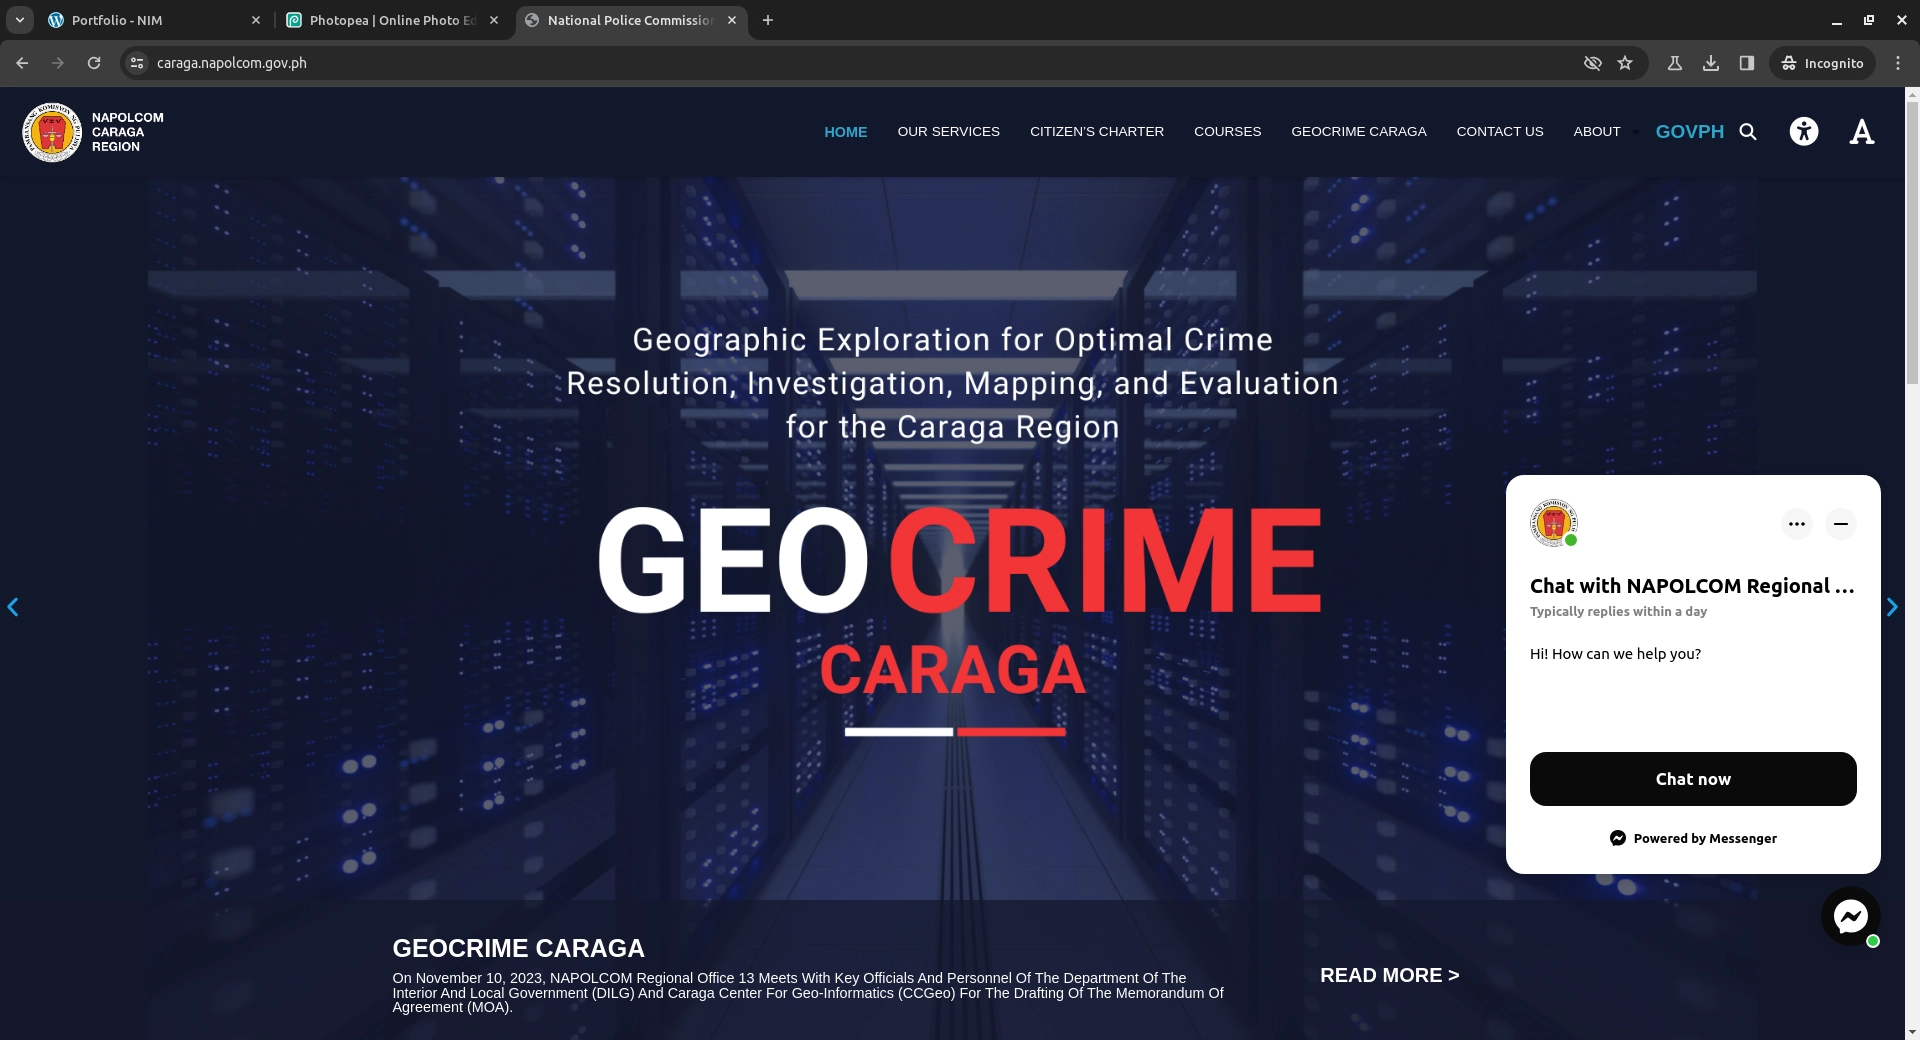 Portfolio - NIM
Photopea | Online Photo Ed
National Police Commission
caraga.napolcom.gov.ph
Incognito
NAPOLCOM
CARAGA
REGION
HOME
OUR SERVICES
CITIZEN'S CHARTER
COURSES
GEOCRIME CARAGA
CONTACT US
ABOUT
GOVPH
A
Geographic Exploration for Optimal Crime
Resolution, Investigation, Mapping, and Evaluation
for the Caraga Region
GEOCRIME
CARAGA
Chat with NAPOLCOM Regional ...
Typically replies within a day
Hi! How can we help you?
Chat now
Powered by Messenger
GEOCRIME CARAGA
On November 10, 2023, NAPOLCOM Regional Office 13 Meets With Key Officials And Personnel Of The Department Of The
Interior And Local Government (DILG) And Caraga Center For Geo-Informatics (CCGeo) For The Drafting Of The Memorandum Of
Agreement (MOA).
READ MORE >